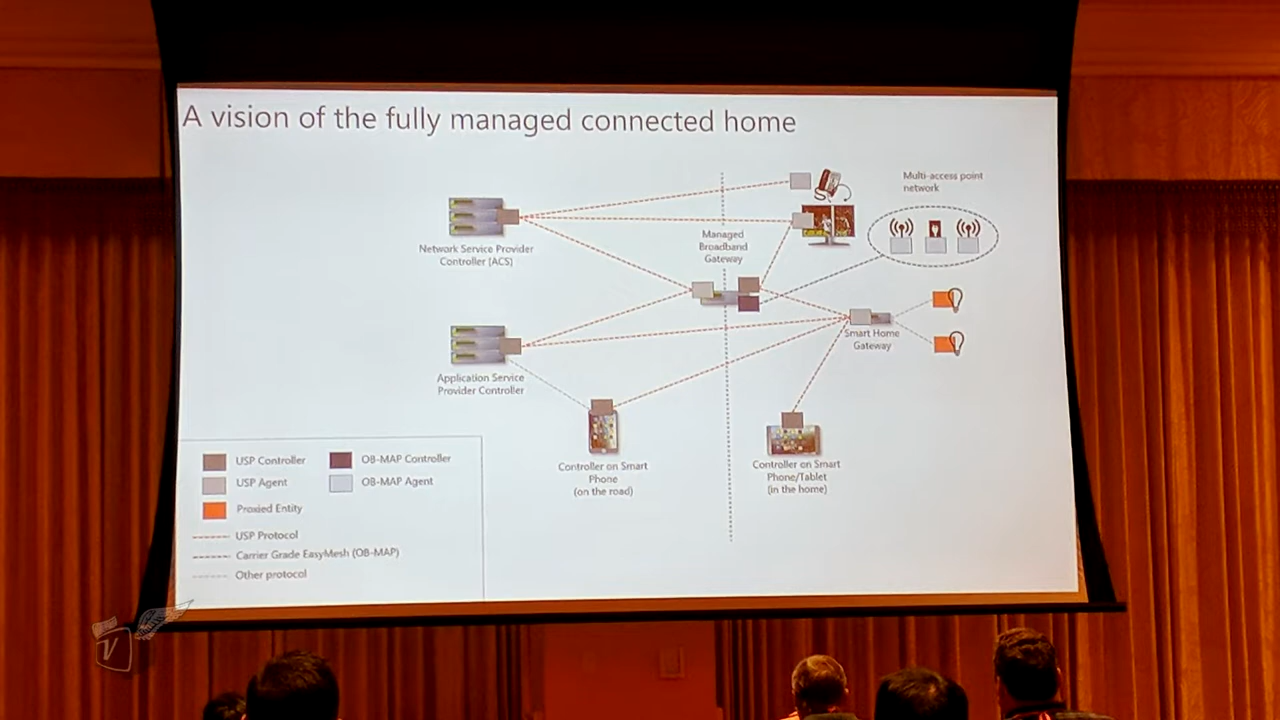 A vision of the fully managed connected home
Multi-access point
network
Managed
Broadband
Gateway
Network Service Provider
Controller (ACS)
Smart Home
Gateway
Application Service
Provider Controller
Controller on Smart
Phone
(on the road)
Controller on Smart
Phone/Tablet
(in the home)
USP Controller
OB-MAP Controller
USP Agent
OB-MAP Agent
Proxied Entity
USP Protocol
Carrier Grade EasyMesh (OB-MAP)
Other protocol
V